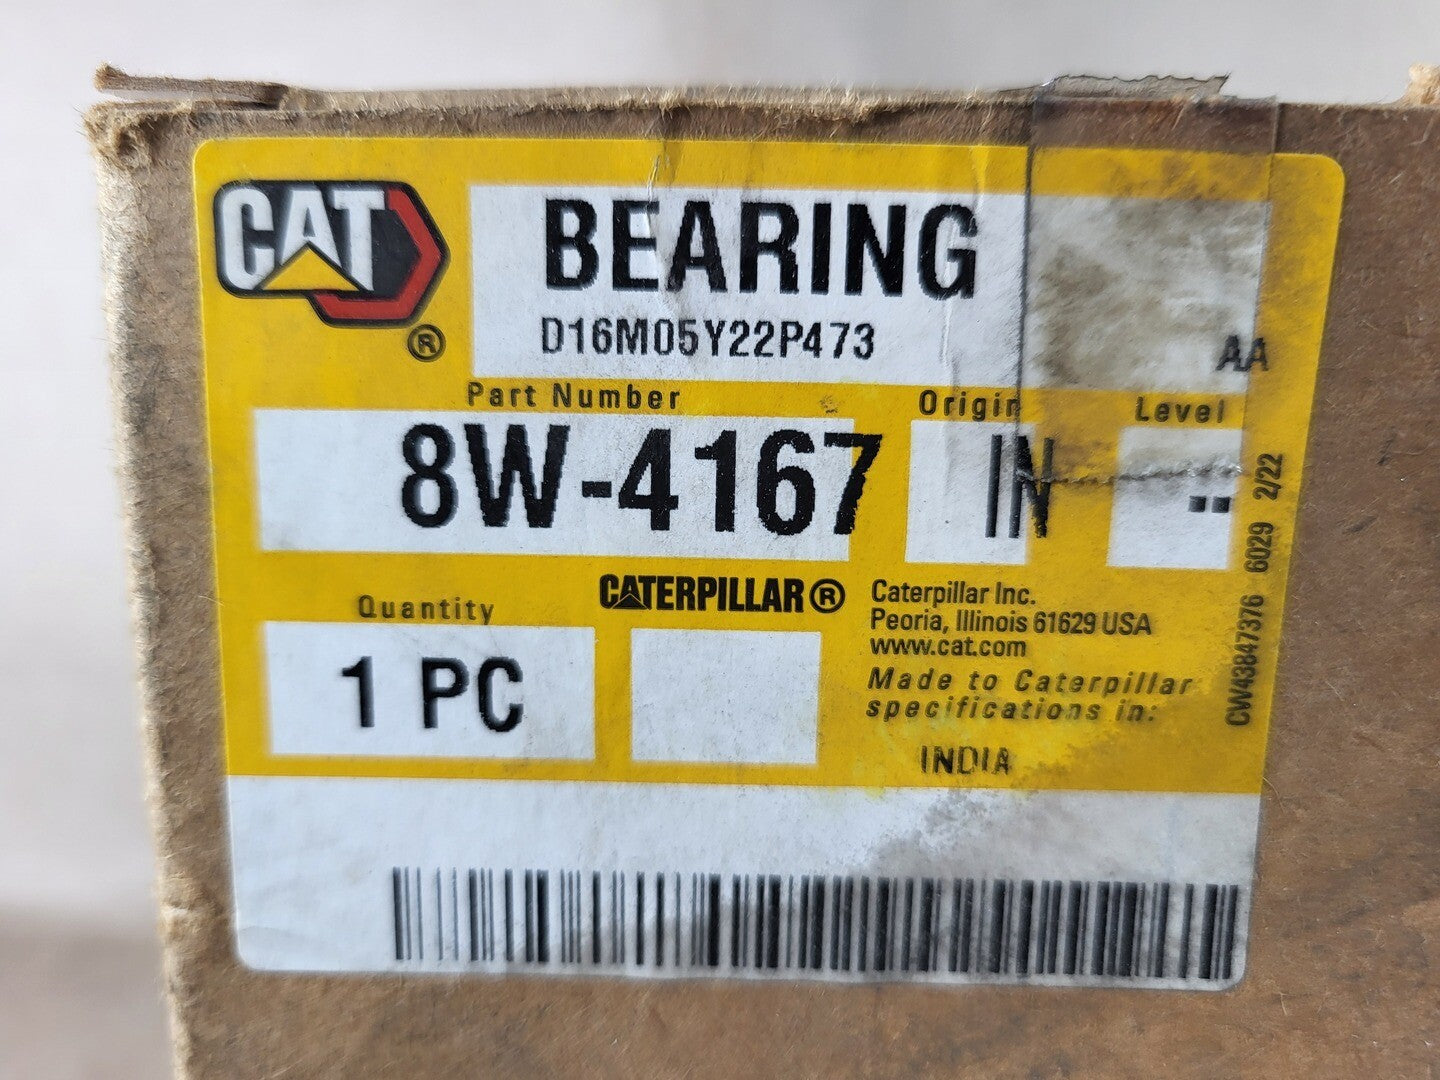 CAT®
BEARING
D16M05Y22P473
AA
Part Number Origin Level
8W-4167 IN --
Quantity
1 PC
CATERPILLAR®
Caterpillar Inc.
Peoria, Illinois 61629 USA
www.cat.com
Made to Caterpillar
specifications in:
INDIA
CW43847376 6029 2/22